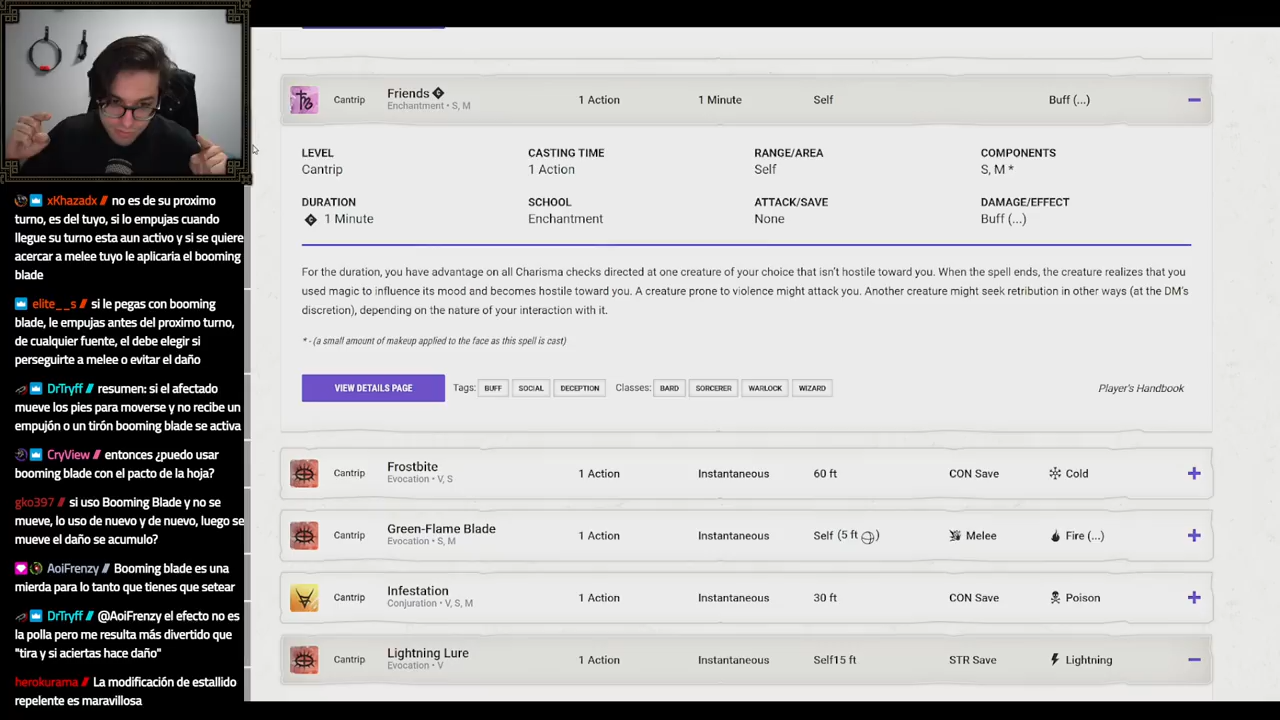 xKhazadx // no es de su proximo
turno, es del tuyo, si lo empujas cuando
llegue su turno esta aun activo y si se quiere
acercar a melee tuyo le aplicaria el booming
blade
elite__s // si le pegas con booming
blade, le empujas antes del proximo turno,
de cualquier fuente, el debe elegir si
perseguirte a melee o evitar el daño
DrTryff // resumen: si el afectado
mueve los pies para moverse y no recibe un
empujón o un tirón booming blade se activa
CryView // entonces ¿puedo usar
booming blade con el pacto de la hoja?
gko397 // si uso Booming Blade y no se
mueve, lo uso de nuevo y de nuevo, luego se
mueve el daño se acumulo?
AoiFrenzy // Booming blade es una
mierda para lo tanto que tienes que setear
DrTryff // @AoiFrenzy el efecto no es
la polla pero me resulta más divertido que
"tira y si aciertas hace daño"
herokurama // La modificación de estallido
repelente es maravillosa
Cantrip Friends 1 Action 1 Minute Self Buff (...)
Enchantment • S, M
LEVEL CASTING TIME RANGE/AREA COMPONENTS
Cantrip 1 Action Self S, M *
DURATION SCHOOL ATTACK/SAVE DAMAGE/EFFECT
1 Minute Enchantment None Buff (...)
For the duration, you have advantage on all Charisma checks directed at one creature of your choice that isn't hostile toward you. When the spell ends, the creature realizes that you
used magic to influence its mood and becomes hostile toward you. A creature prone to violence might attack you. Another creature might seek retribution in other ways (at the DM's
discretion), depending on the nature of your interaction with it.
* - (a small amount of makeup applied to the face as this spell is cast)
VIEW DETAILS PAGE Tags: BUFF SOCIAL DECEPTION Classes: BARD SORCERER WARLOCK WIZARD Player's Handbook
Cantrip Frostbite 1 Action Instantaneous 60 ft CON Save Cold
Evocation • V, S
Cantrip Green-Flame Blade 1 Action Instantaneous Self (5 ft ) Melee Fire (...)
Evocation • S, M
Cantrip Infestation 1 Action Instantaneous 30 ft CON Save Poison
Conjuration • V, S, M
Cantrip Lightning Lure 1 Action Instantaneous Self15 ft STR Save Lightning
Evocation • V